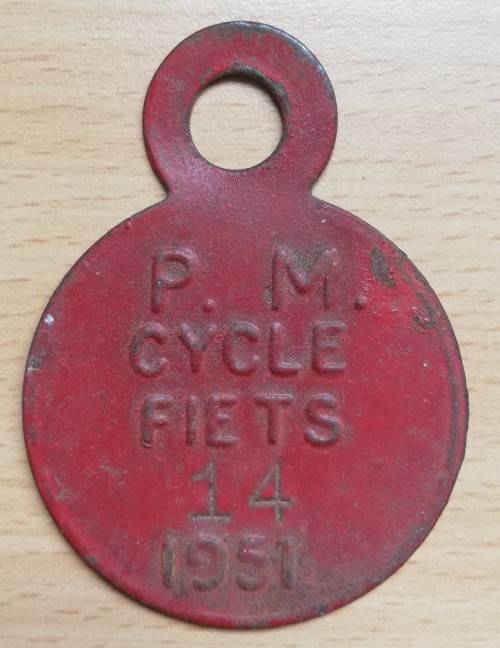 P. M.
CYCLE
FIETS
14
1951